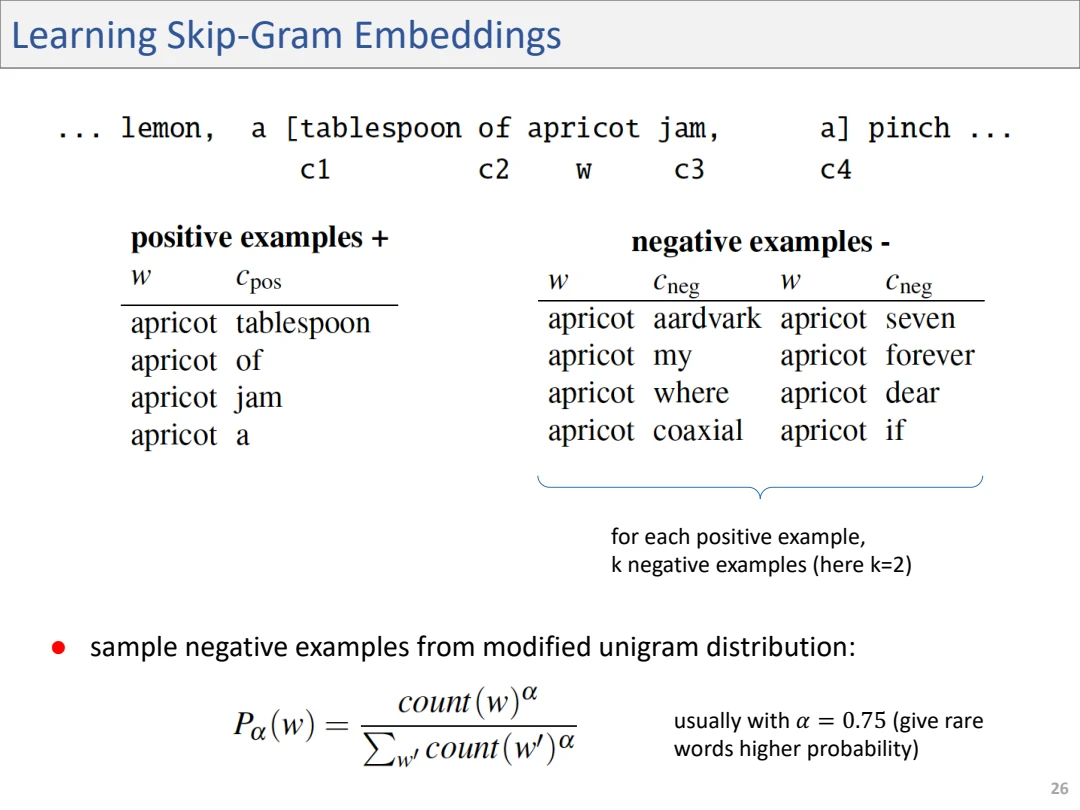 Learning Skip-Gram Embeddings
... lemon, a [tablespoon of apricot jam, a] pinch ...
c1 c2 w c3 c4
positive examples +
w c_pos
apricot tablespoon
apricot of
apricot jam
apricot a
negative examples -
w c_neg w c_neg
apricot aardvark apricot seven
apricot my apricot forever
apricot where apricot dear
apricot coaxial apricot if
for each positive example,
k negative examples (here k=2)
● sample negative examples from modified unigram distribution:
P_α(w) = count(w)^α / ∑_w′ count(w′)^α
usually with α = 0.75 (give rare
words higher probability)
26